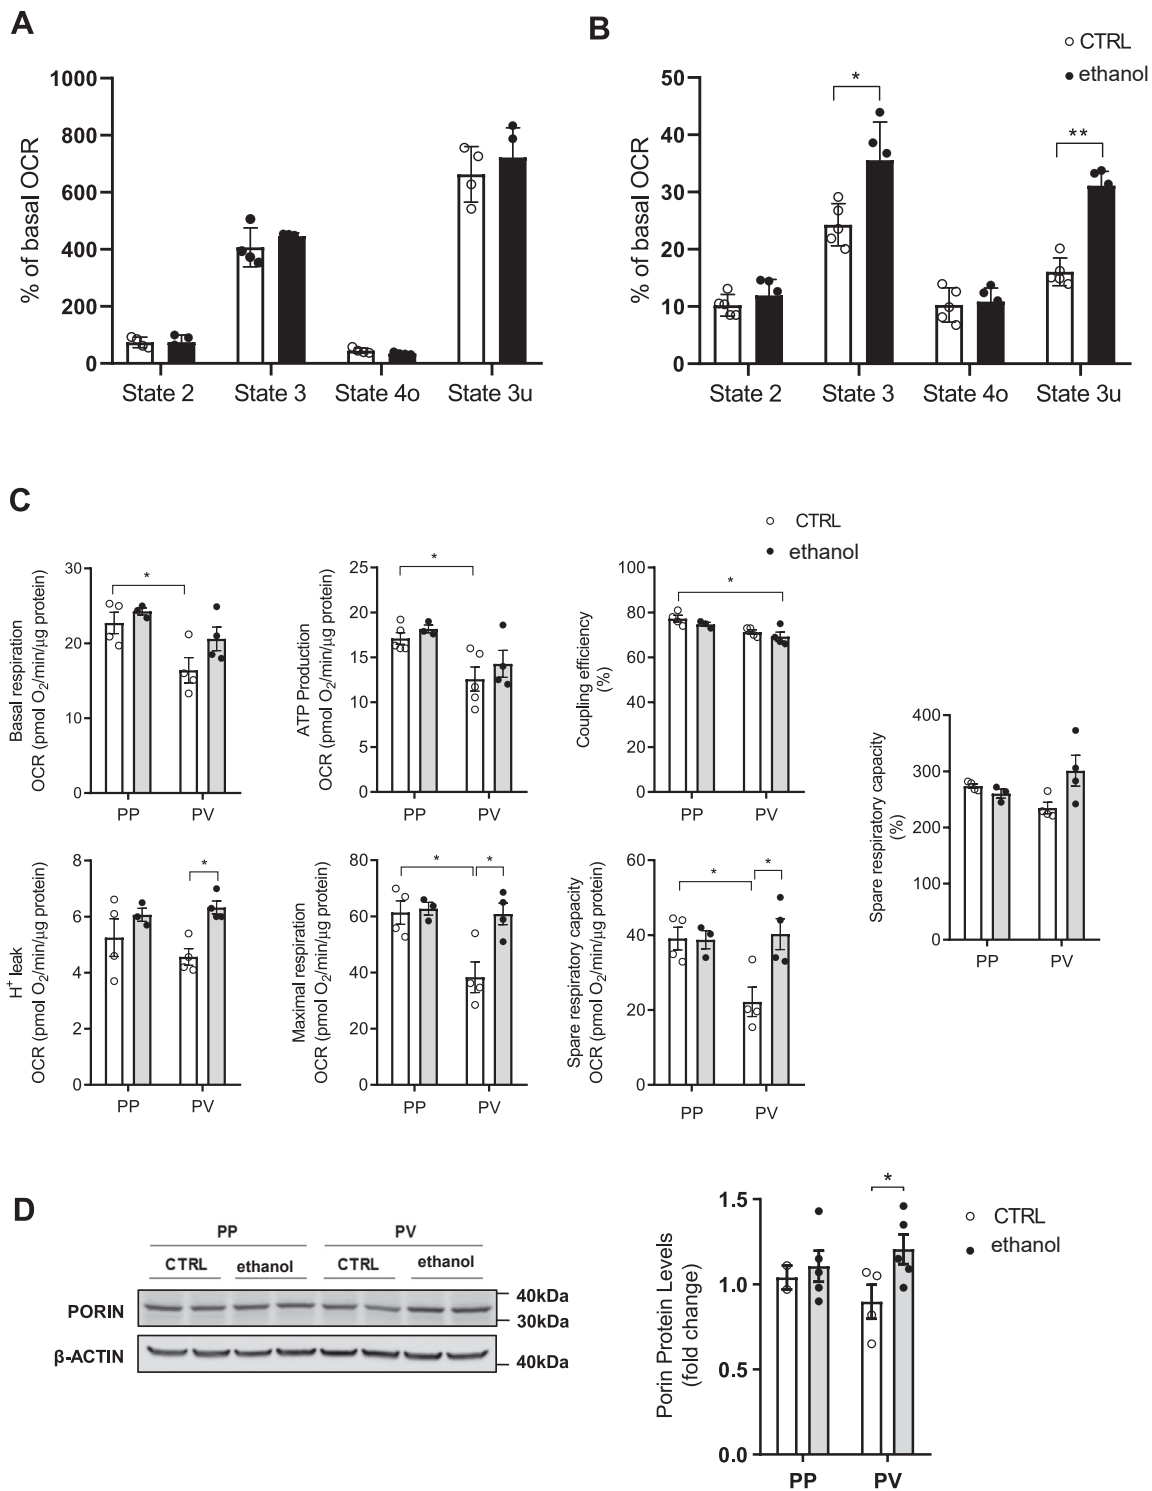 A
1000
800
600
400
200
0
% of basal OCR
State 2 State 3 State 4o State 3u
B
CTRL
ethanol
50
40
30
20
10
0
% of basal OCR
*
**
State 2 State 3 State 4o State 3u
C
CTRL
ethanol
Basal respiration
OCR (pmol O2/min/µg protein)
30
20
10
0
*
PP PV
ATP Production
OCR (pmol O2/min/µg protein)
25
20
15
10
5
0
*
PP PV
Coupling efficiency
(%)
100
80
60
40
20
0
*
PP PV
Spare respiratory capacity
(%)
400
300
200
100
0
PP PV
H+ leak
OCR (pmol O2/min/µg protein)
8
6
4
2
0
*
PP PV
Maximal respiration
OCR (pmol O2/min/µg protein)
80
60
40
20
0
* *
PP PV
Spare respiratory capacity
OCR (pmol O2/min/µg protein)
60
40
20
0
* *
PP PV
D
PP PV
CTRL ethanol CTRL ethanol
PORIN
40kDa
30kDa
β-ACTIN
40kDa
Porin Protein Levels
(fold change)
1.5
1.0
0.5
0.0
*
PP PV
CTRL
ethanol